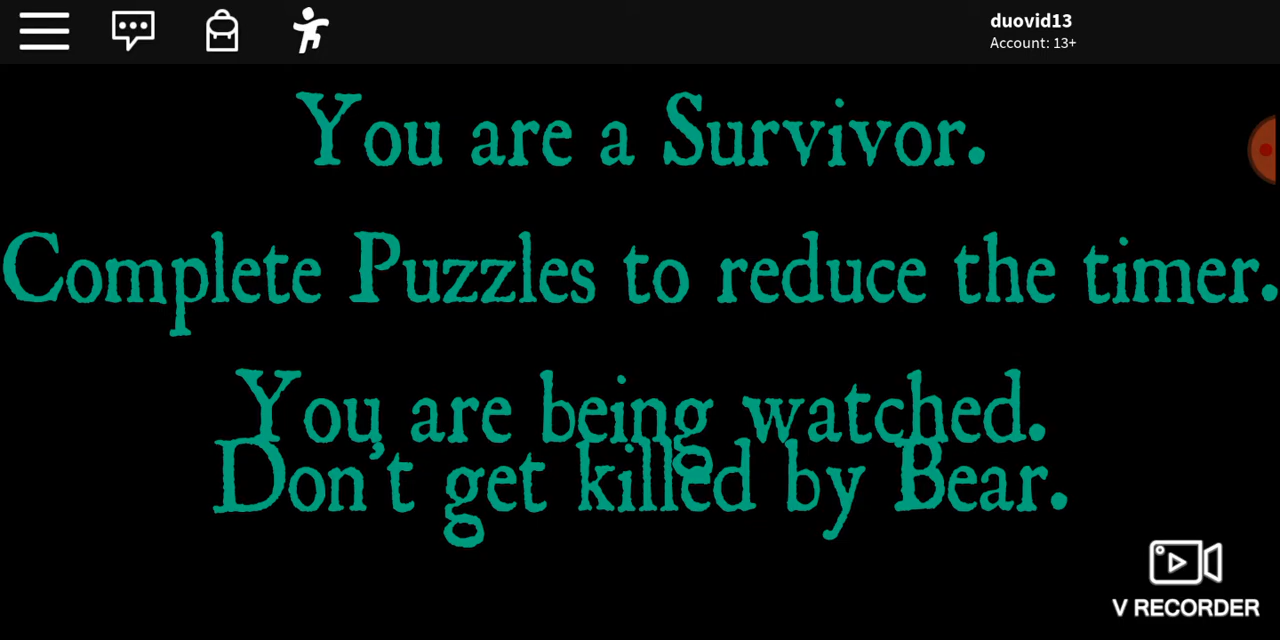 duovid13
Account: 13+
You are a Survivor.
Complete Puzzles to reduce the timer.
You are being watched.
Don't get killed by Bear.
V RECORDER